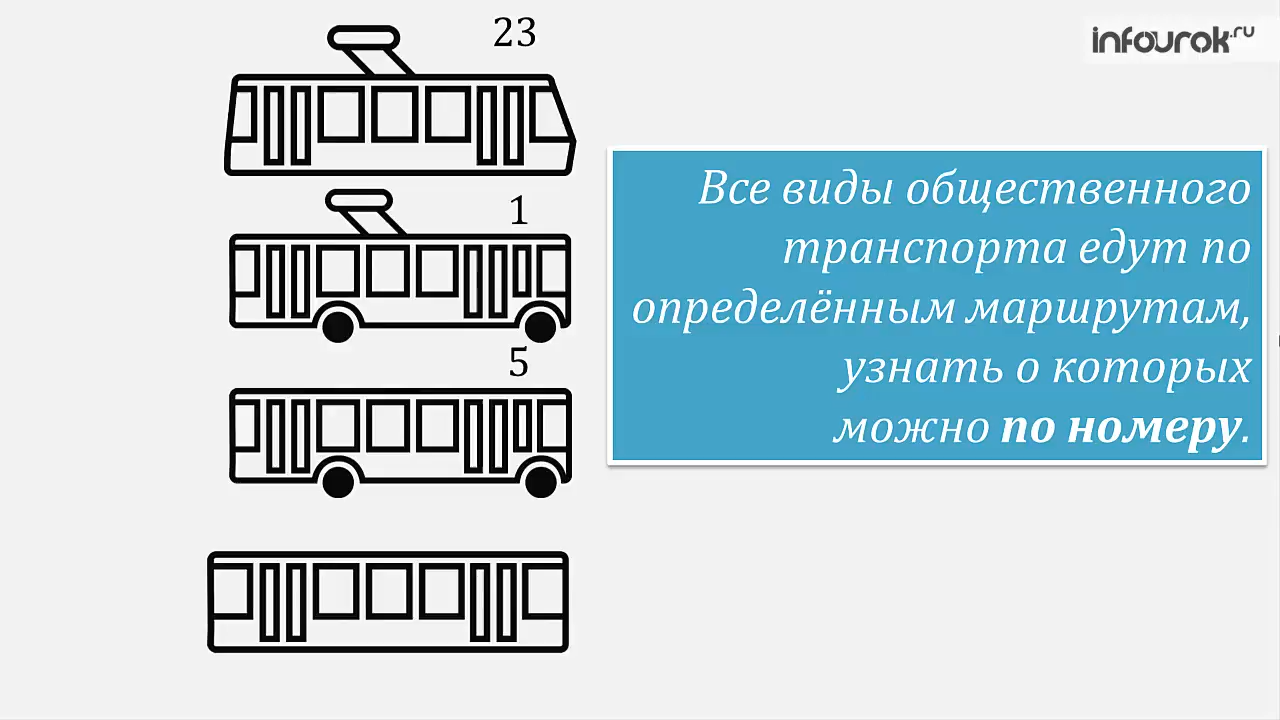 23
infourok.ru
1
5
Все виды общественного
транспорта едут по
определённым маршрутам,
узнать о которых
можно по номеру.